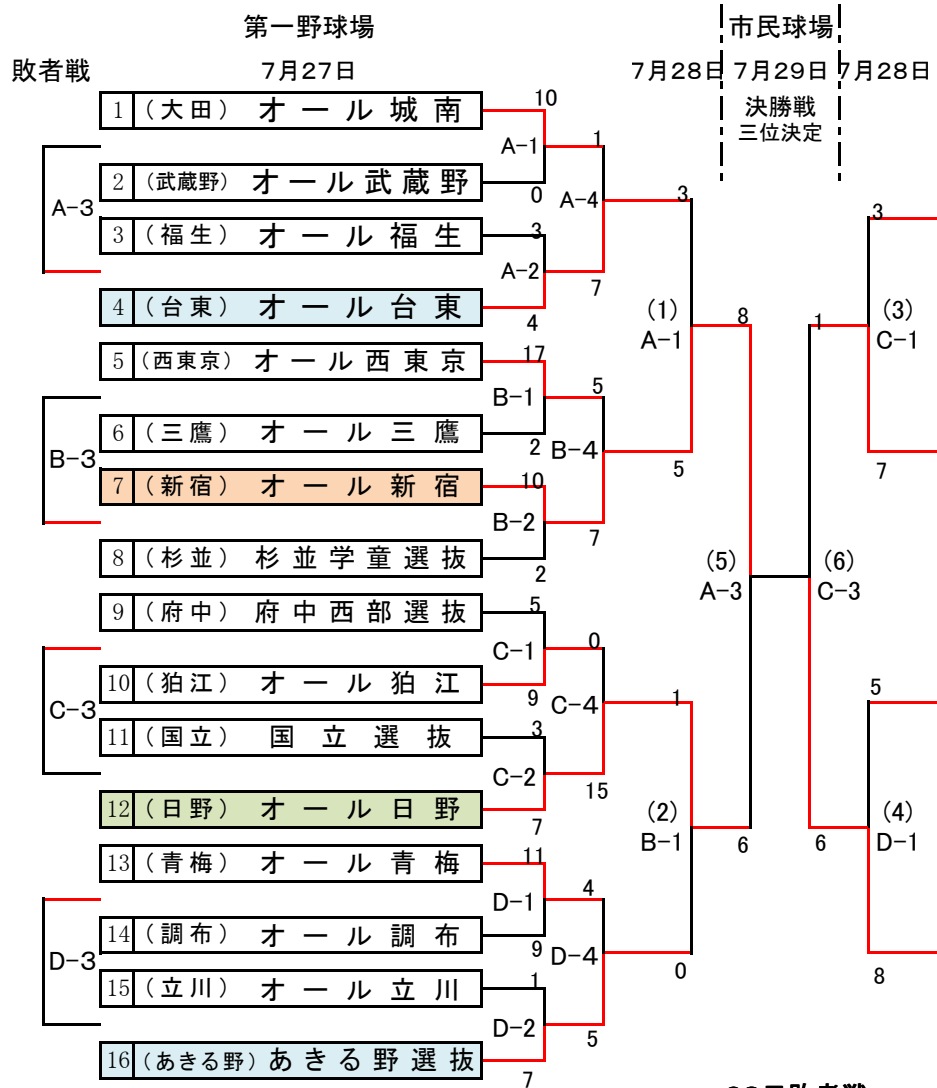 第一野球場 市民球場
敗者戦 7月27日 7月28日 7月29日 7月28日
決勝戦
三位決定
1 (大田) オール城南 10
A-1 1
2 (武蔵野) オール武蔵野 0
A-3 A-4 3 3
3 (福生) オール福生 3
A-2
4 (台東) オール台東 4 7
(1) 8 1 (3)
A-1 C-1
5 (西東京) オール西東京 17
B-1 5
6 (三鷹) オール三鷹 2
B-3 B-4 5 7
7 (新宿) オール新宿 10
B-2 7
8 (杉並) 杉並学童選抜 2
(5) (6)
A-3 C-3
9 (府中) 府中西部選抜 5
C-1 0
10 (狛江) オール狛江 9
C-3 C-4 1 5
11 (国立) 国立選抜 3
C-2 15
12 (日野) オール日野 7
(2) (4)
B-1 6 6 D-1
13 (青梅) オール青梅 11
D-1 4
14 (調布) オール調布 9
D-3 D-4 0 8
15 (立川) オール立川 1
D-2 5
16 (あきる野) あきる野選抜 7